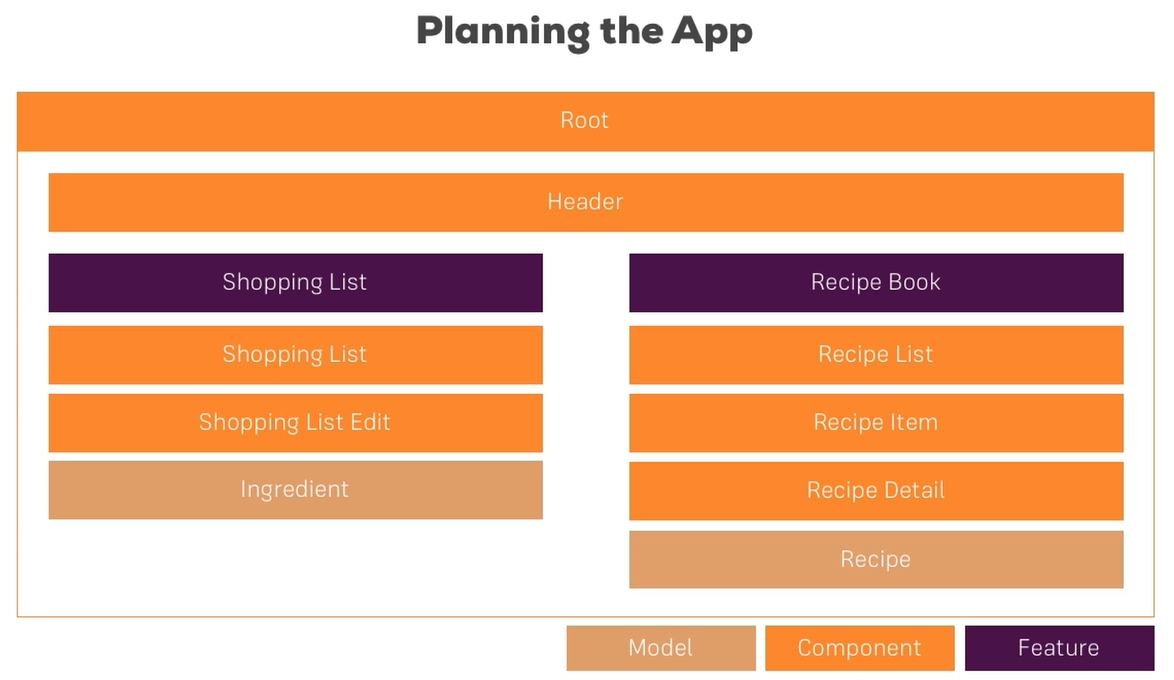 Planning the App
Root
Header
Shopping List
Shopping List
Shopping List Edit
Ingredient
Recipe Book
Recipe List
Recipe Item
Recipe Detail
Recipe
Model
Component
Feature